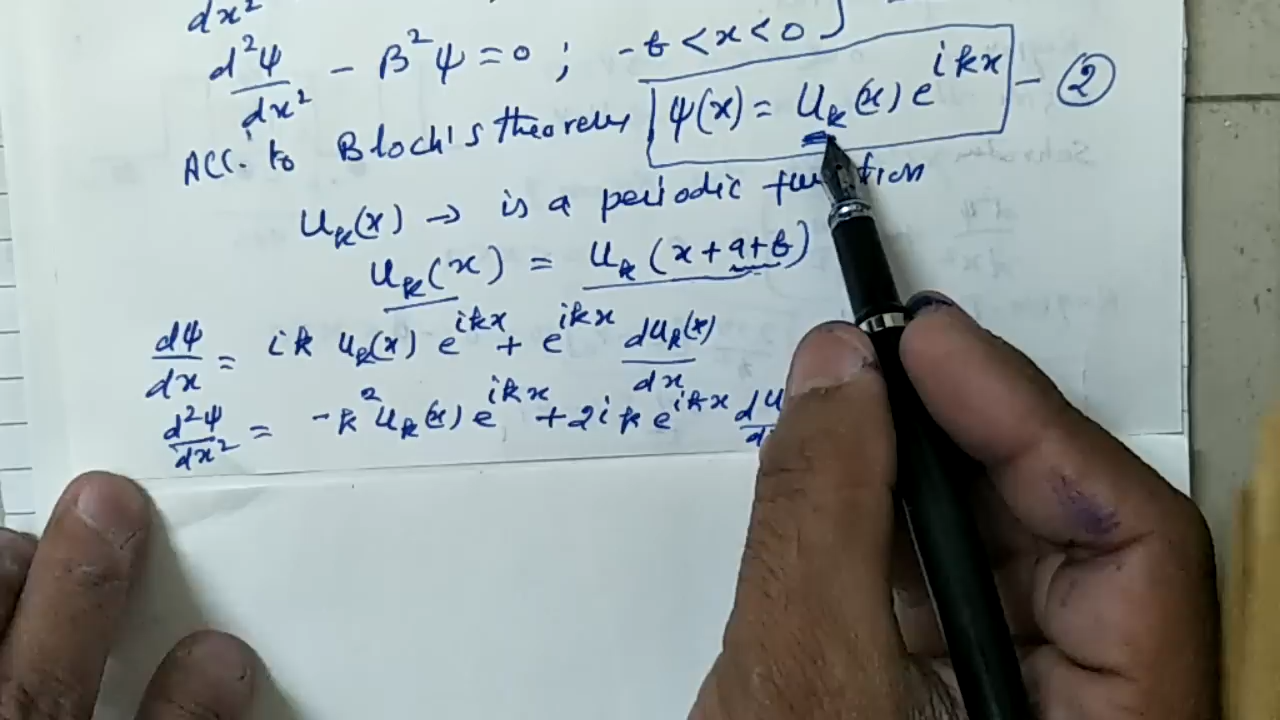 dx²
d²ψ/dx² - β²ψ = 0 ; -b < x < 0 }
Acc. to Bloch's theorem ψ(x) = U_k(x) e^{ikx} - ②
U_k(x) → is a periodic function
U_k(x) = U_k(x+a+b)
dψ/dx = ik U_k(x) e^{ikx} + e^{ikx} dU_k(x)/dx
d²ψ/dx² = -k² U_k(x) e^{ikx} + 2ik e^{ikx} dU